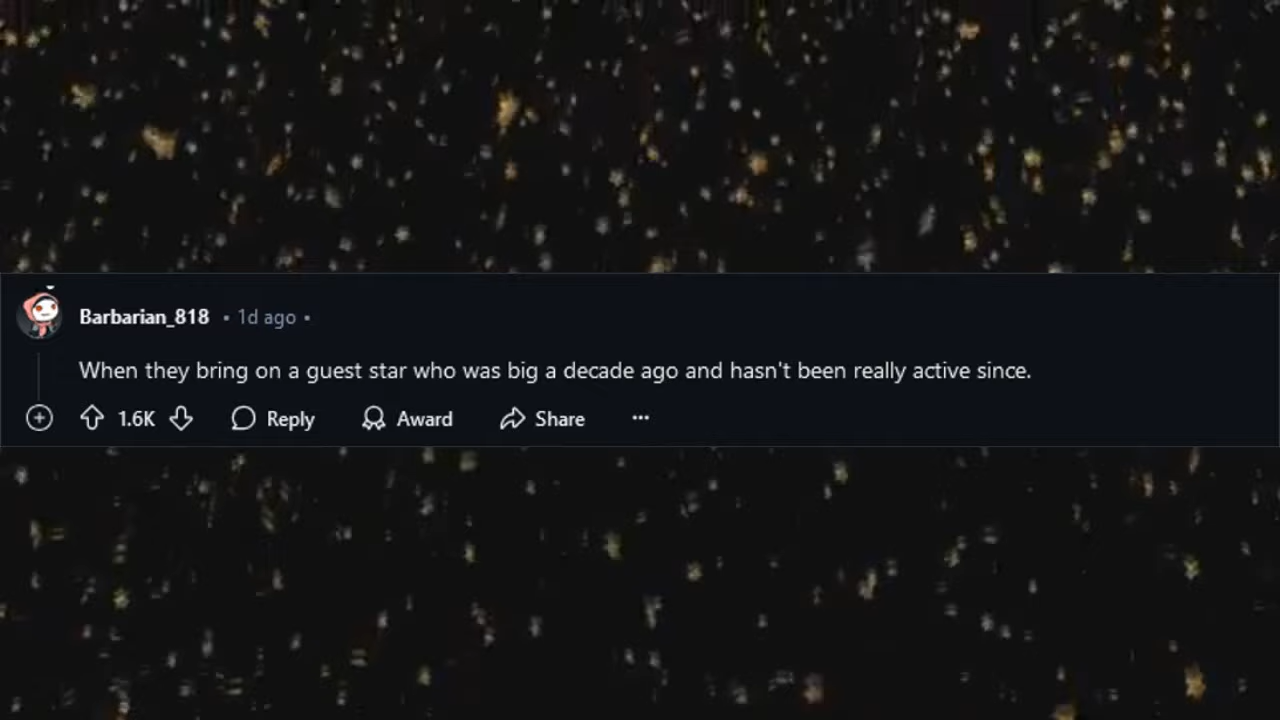 Barbarian_818 • 1d ago •
When they bring on a guest star who was big a decade ago and hasn't been really active since.
1.6K Reply Award Share ···